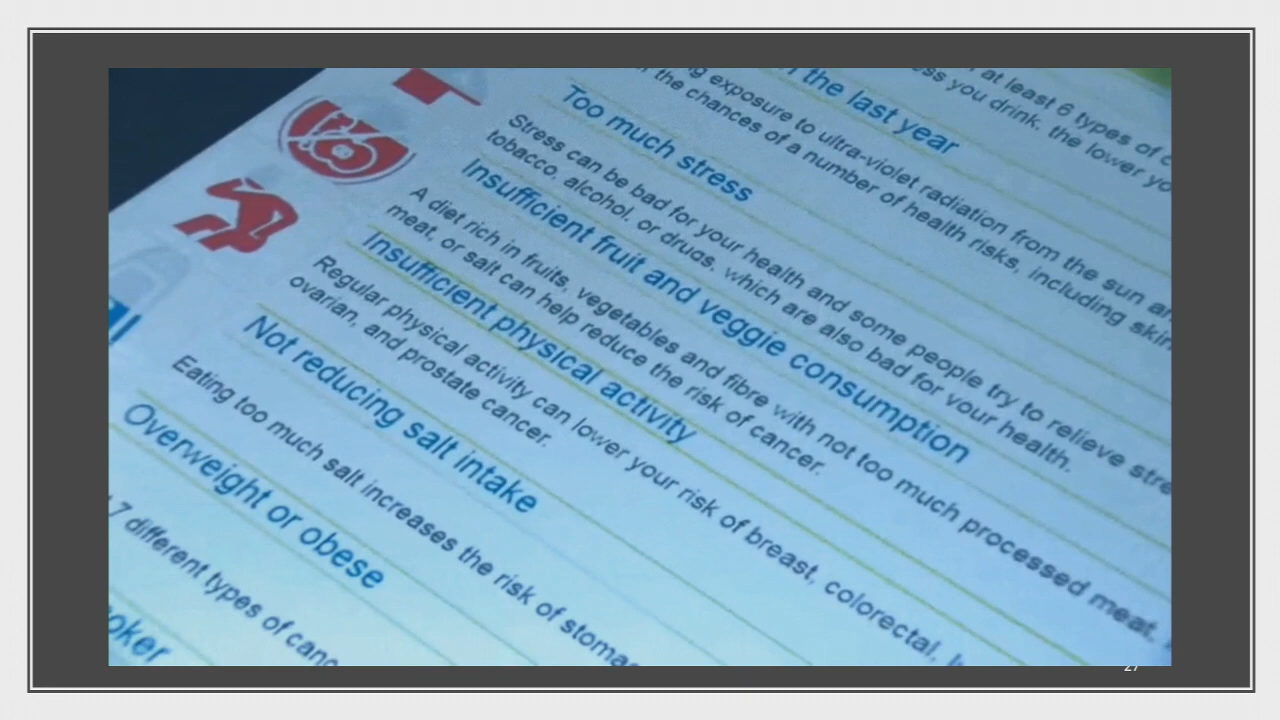 at least 6 types of
ss you drink, the lower
the last year
exposure to ultra-violet radiation from the sun
the chances of a number of health risks, including
Too much stress
Stress can be bad for your health and some people try to relieve
tobacco, alcohol, or drugs, which are also bad for your health.
Insufficient fruit and veggie consumption
A diet rich in fruits, vegetables and fibre with not too much processed meat,
meat, or salt can help reduce the risk of cancer.
Insufficient physical activity
Regular physical activity can lower your risk of breast, colorectal,
ovarian, and prostate cancer.
Not reducing salt intake
Eating too much salt increases the risk of
Overweight or obese
7 different types of
oker
27